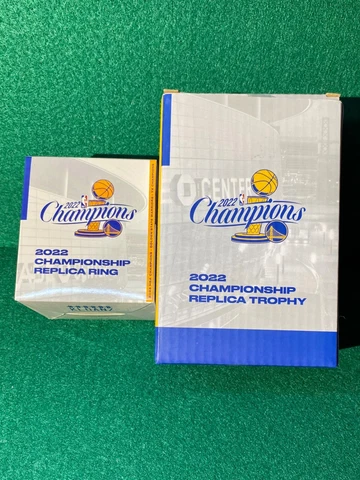 2022
Champions
2022
CHAMPIONSHIP
REPLICA RING
CENTER
2022
Champions
2022
CHAMPIONSHIP
REPLICA TROPHY